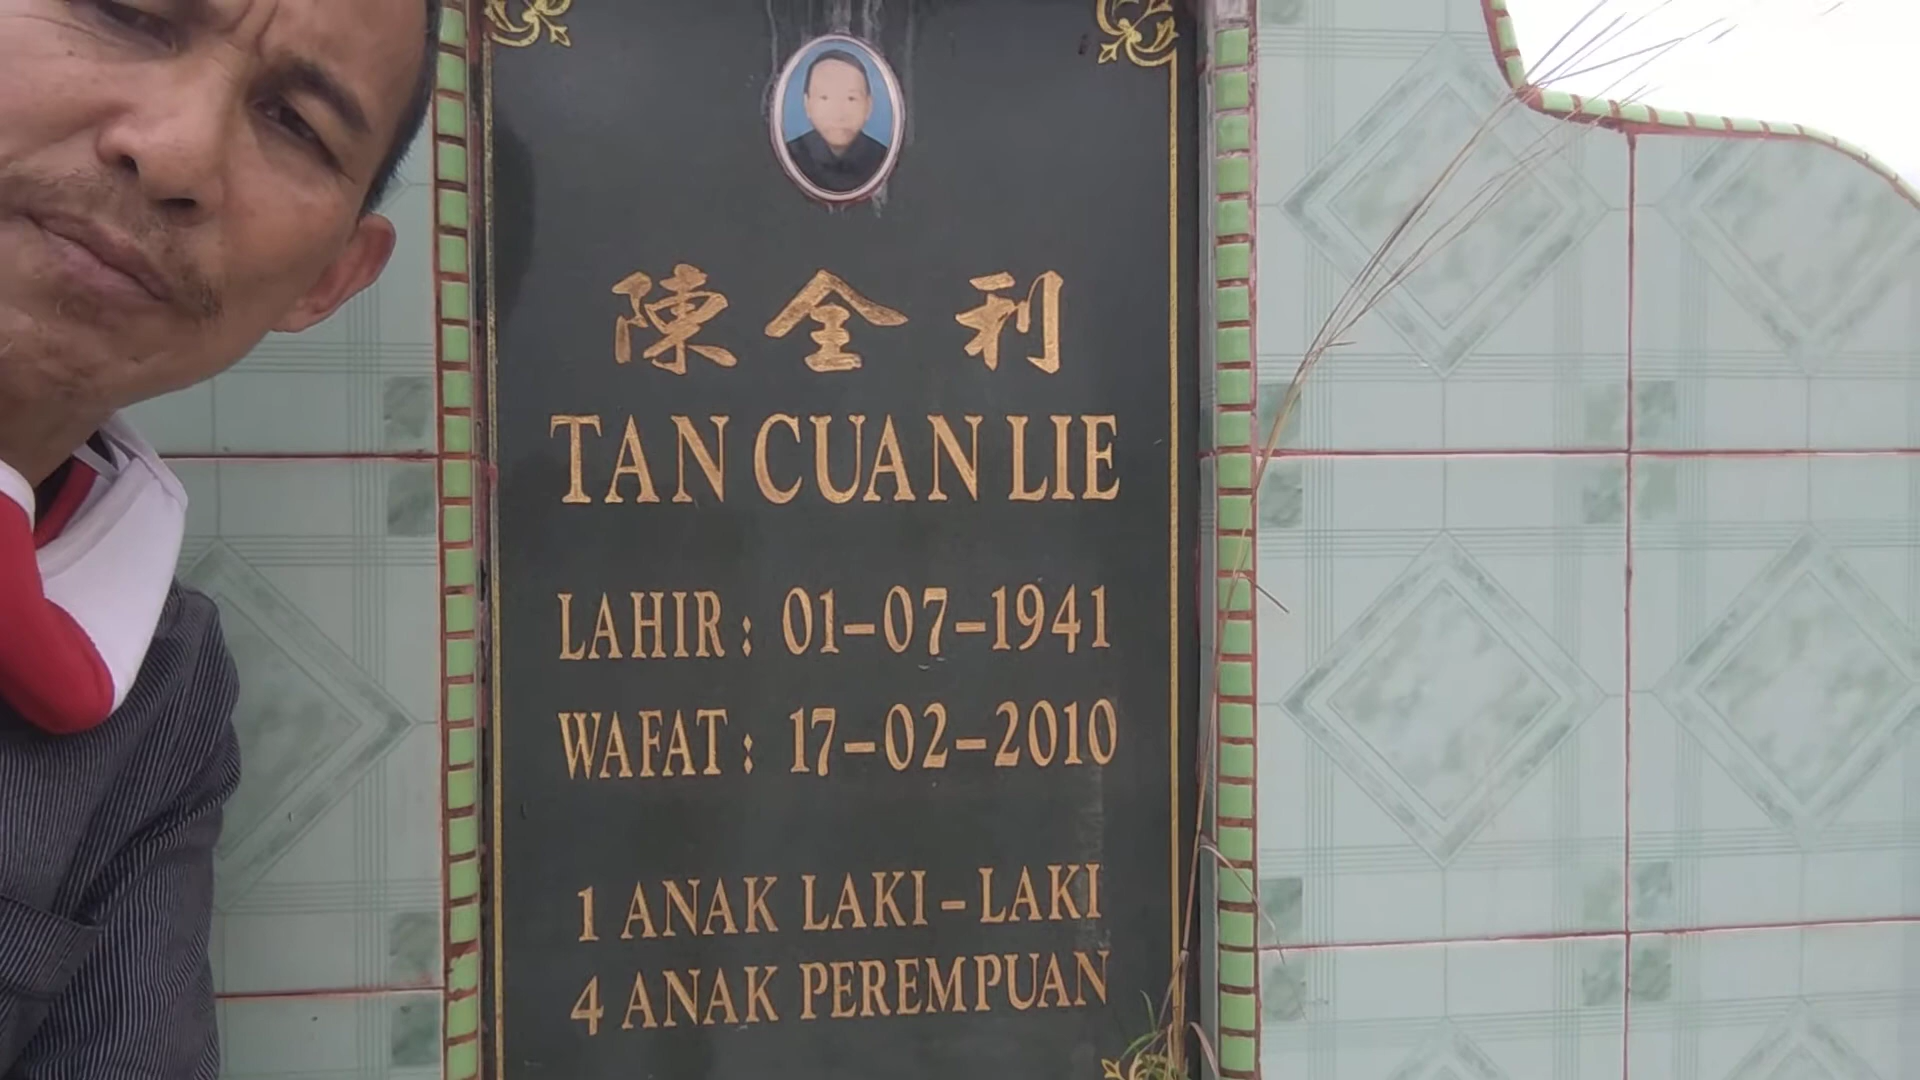 陳全利
TAN CUAN LIE
LAHIR : 01-07-1941
WAFAT : 17-02-2010
1 ANAK LAKI-LAKI
4 ANAK PEREMPUAN